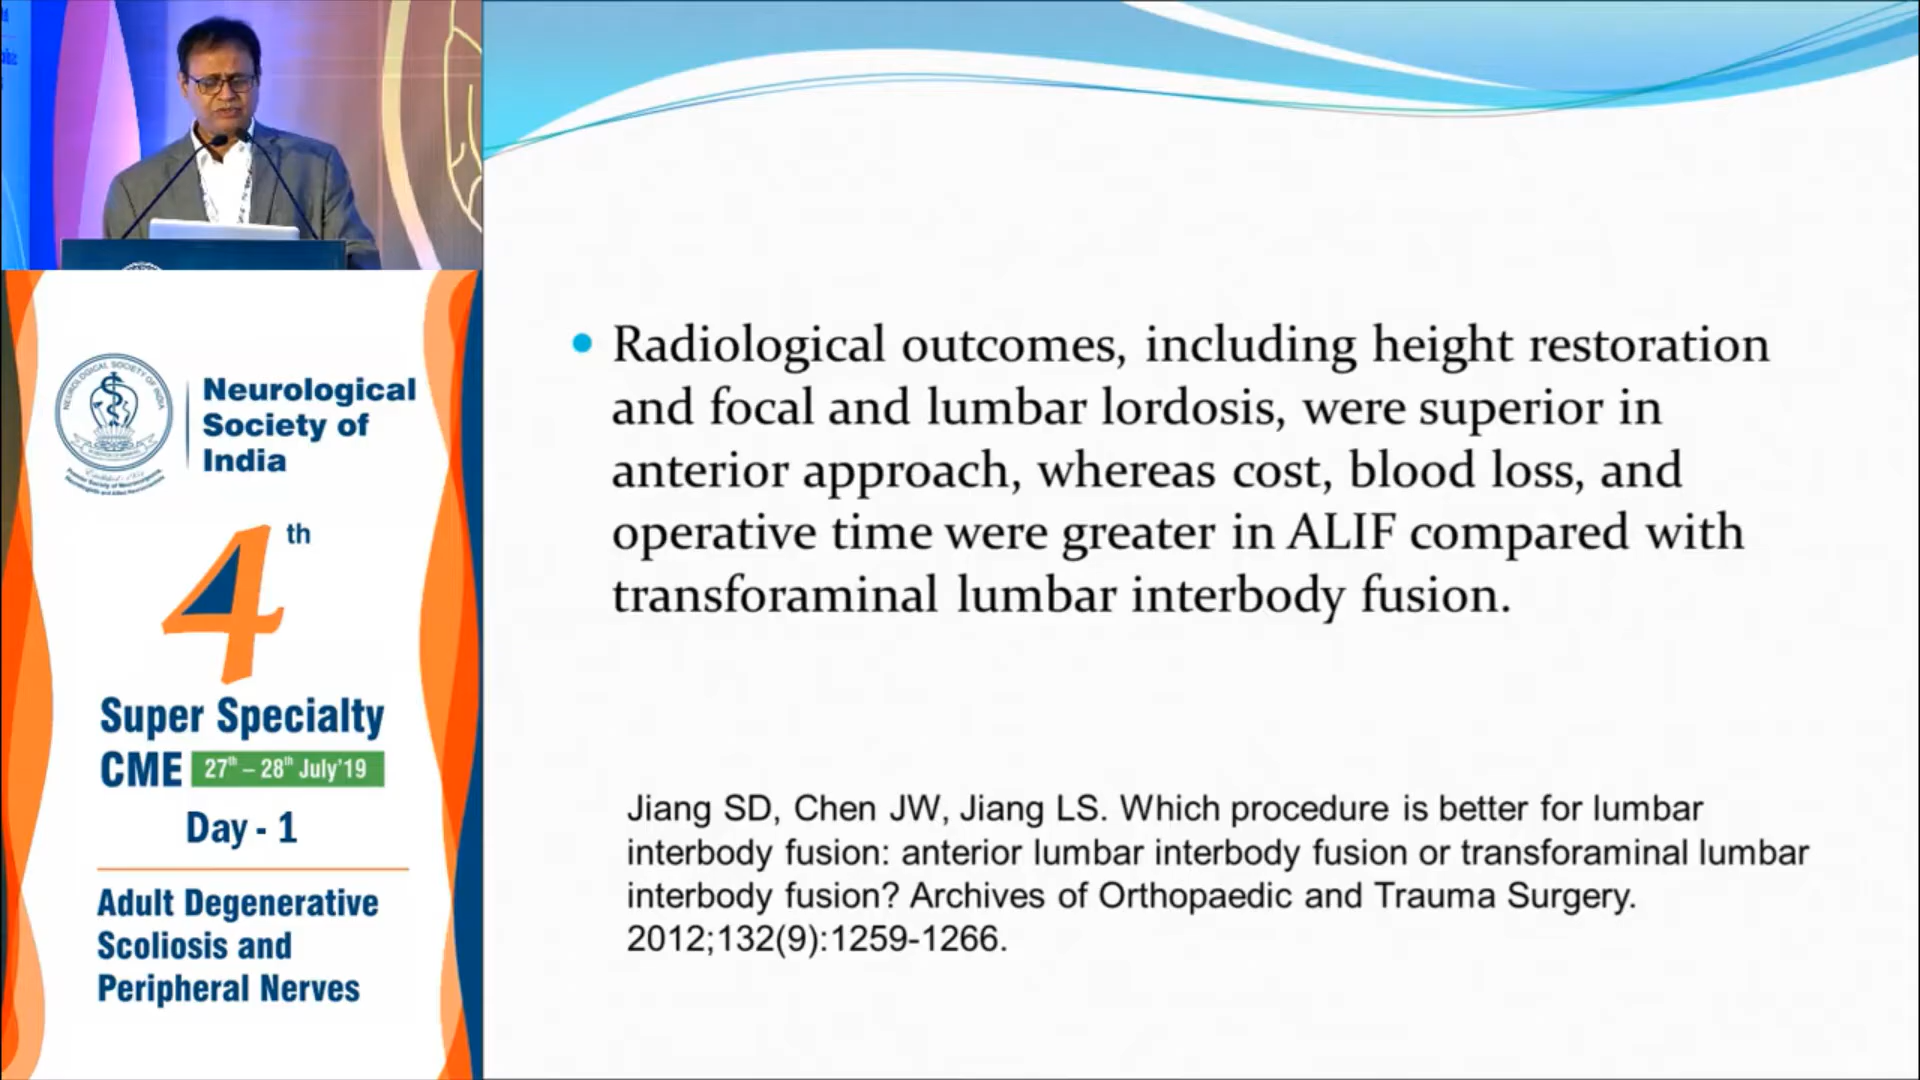 NEUROLOGICAL SOCIETY OF INDIA
Neurological
Society of
India
4th
Super Specialty
CME 27th – 28th July'19
Day - 1
Adult Degenerative
Scoliosis and
Peripheral Nerves
• Radiological outcomes, including height restoration
and focal and lumbar lordosis, were superior in
anterior approach, whereas cost, blood loss, and
operative time were greater in ALIF compared with
transforaminal lumbar interbody fusion.
Jiang SD, Chen JW, Jiang LS. Which procedure is better for lumbar
interbody fusion: anterior lumbar interbody fusion or transforaminal lumbar
interbody fusion? Archives of Orthopaedic and Trauma Surgery.
2012;132(9):1259-1266.